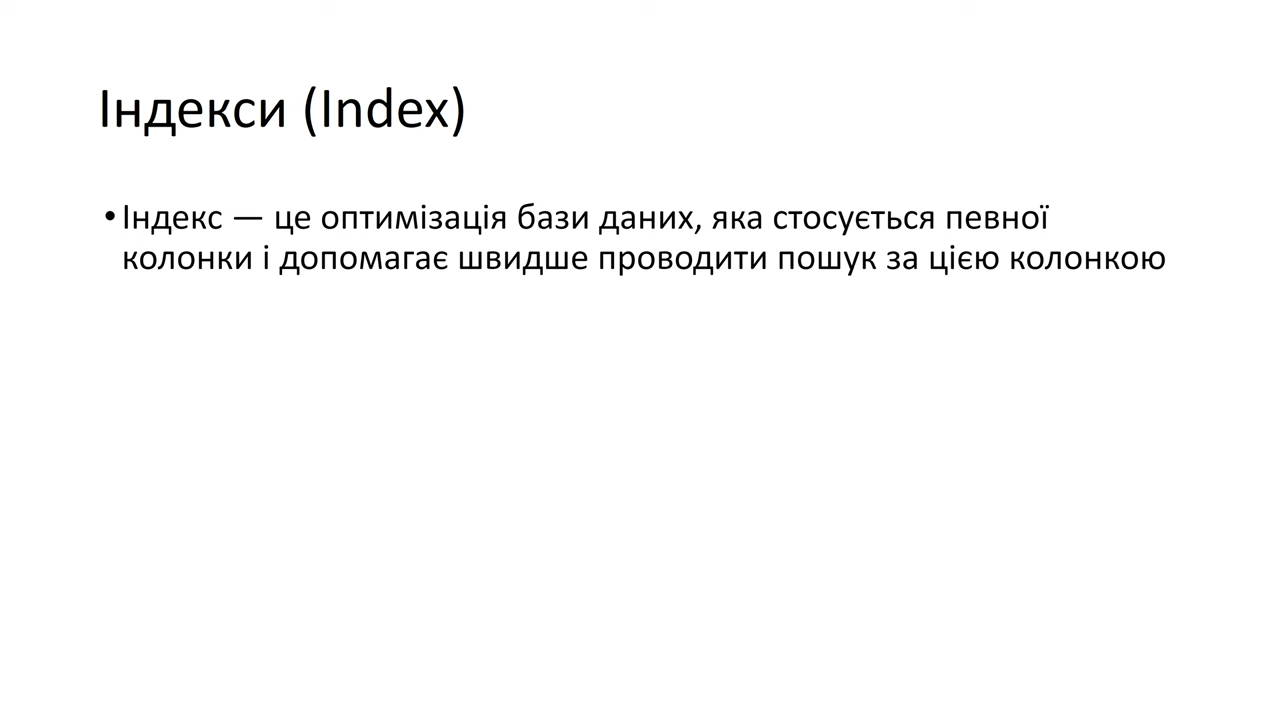 Індекси (Index)
• Індекс — це оптимізація бази даних, яка стосується певної
колонки і допомагає швидше проводити пошук за цією колонкою